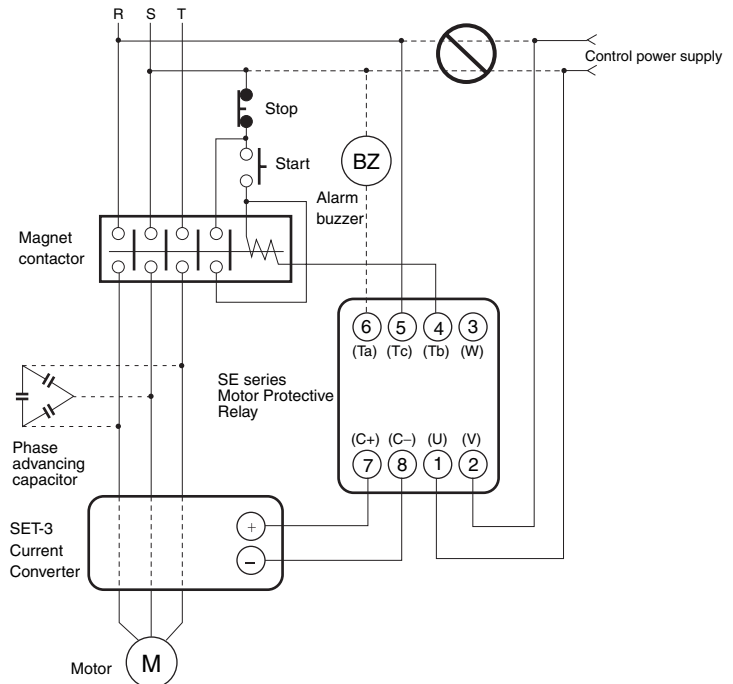 R S T
Control power supply
Stop
Start
BZ
Alarm
buzzer
Magnet
contactor
6 5 4 3
(Ta) (Tc) (Tb) (W)
SE series
Motor Protective
Relay
(C+) (C−) (U) (V)
7 8 1 2
Phase
advancing
capacitor
SET-3
Current
Converter
+
−
Motor
M